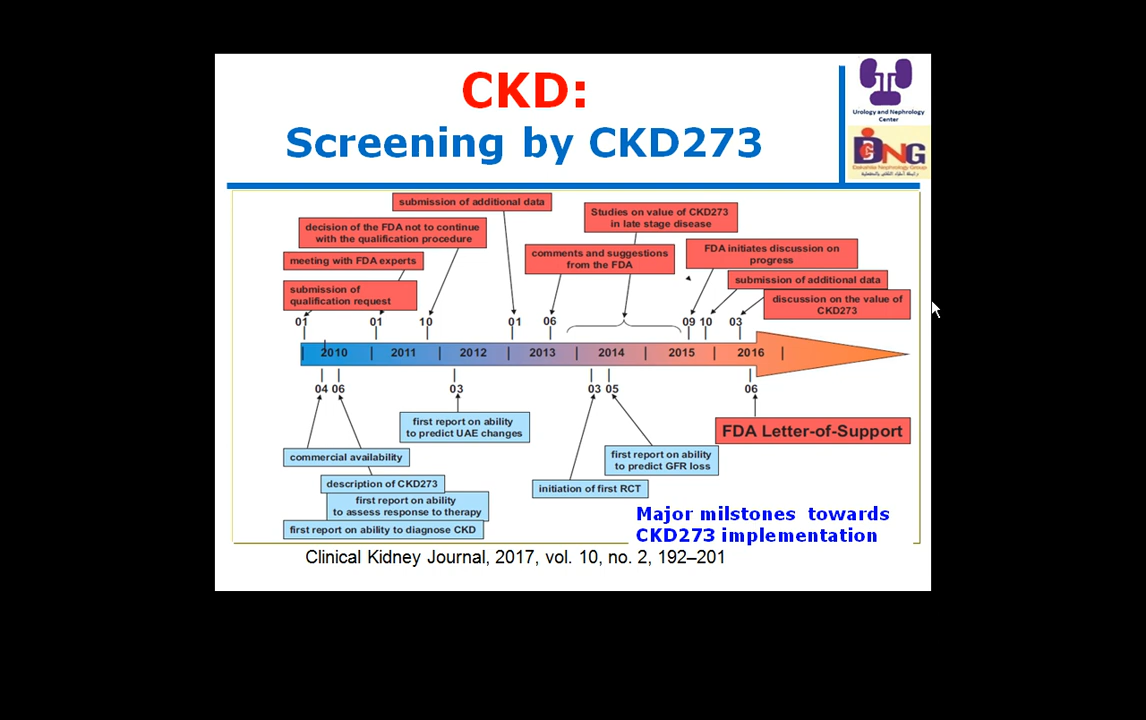 CKD:
Screening by CKD273
Urology and Nephrology
Center
DNG
Dakahlia Nephrology Group
submission of additional data
decision of the FDA not to continue
with the qualification procedure
meeting with FDA experts
submission of
qualification request
Studies on value of CKD273
in late stage disease
comments and suggestions
from the FDA
FDA initiates discussion on
progress
submission of additional data
discussion on the value of
CKD273
01 01 10 01 06 09 10 03
2010 2011 2012 2013 2014 2015 2016
04 06 03 03 05 06
first report on ability
to predict UAE changes
FDA Letter-of-Support
commercial availability
first report on ability
to predict GFR loss
description of CKD273
initiation of first RCT
first report on ability
to assess response to therapy
first report on ability to diagnose CKD
Major milstones towards
CKD273 implementation
Clinical Kidney Journal, 2017, vol. 10, no. 2, 192–201